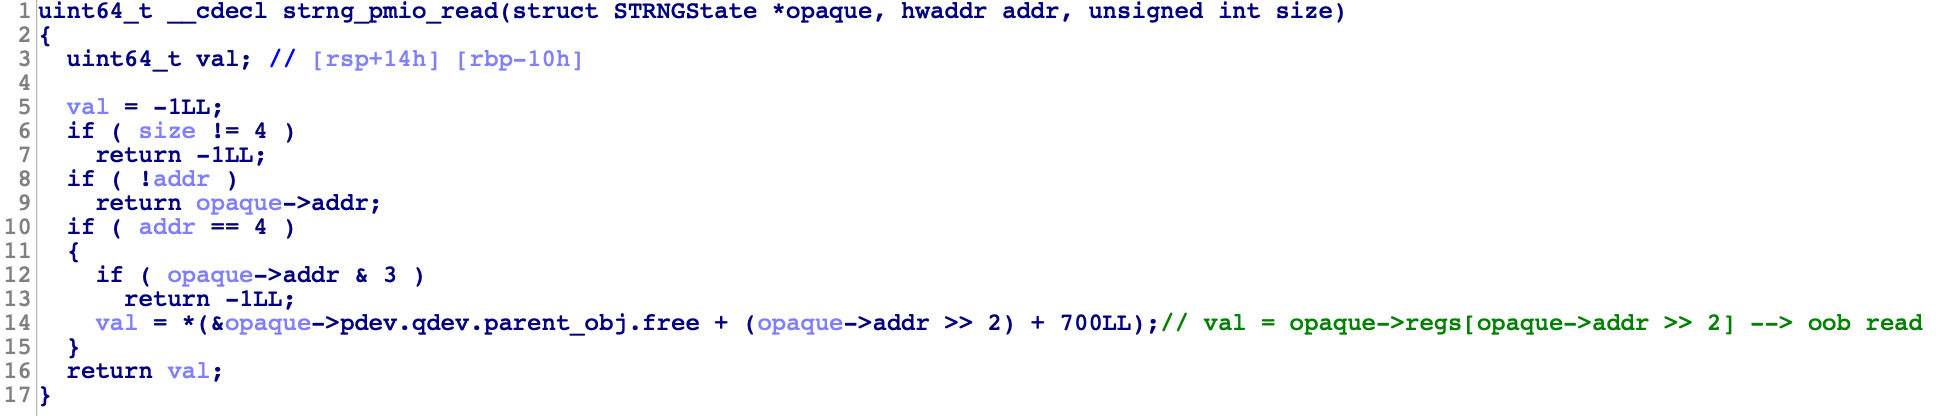 1 uint64_t __cdecl strng_pmio_read(struct STRNGState *opaque, hwaddr addr, unsigned int size)
2 {
3   uint64_t val; // [rsp+14h] [rbp-10h]
4
5   val = -1LL;
6   if ( size != 4 )
7     return -1LL;
8   if ( !addr )
9     return opaque->addr;
10   if ( addr == 4 )
11   {
12     if ( opaque->addr & 3 )
13       return -1LL;
14     val = *(&opaque->pdev.qdev.parent_obj.free + (opaque->addr >> 2) + 700LL);// val = opaque->regs[opaque->addr >> 2] --> oob read
15   }
16   return val;
17 }